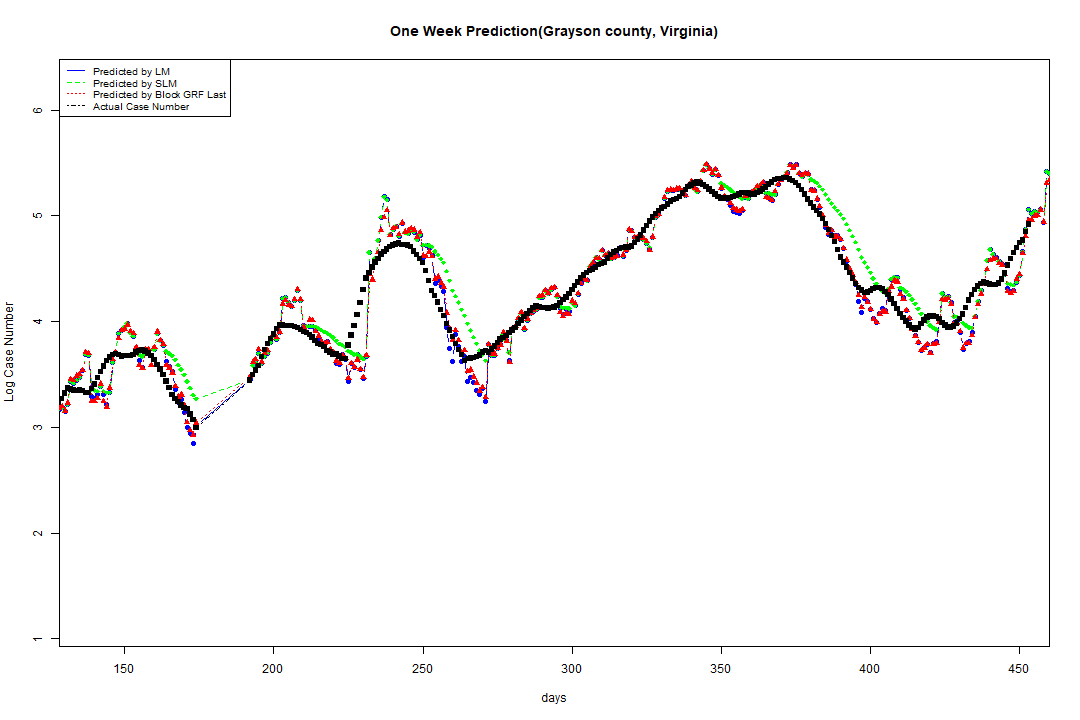 One Week Prediction(Grayson county, Virginia)
Predicted by LM
Predicted by SLM
Predicted by Block GRF Last
Actual Case Number
Log Case Number
6
5
4
3
2
1
150 200 250 300 350 400 450
days